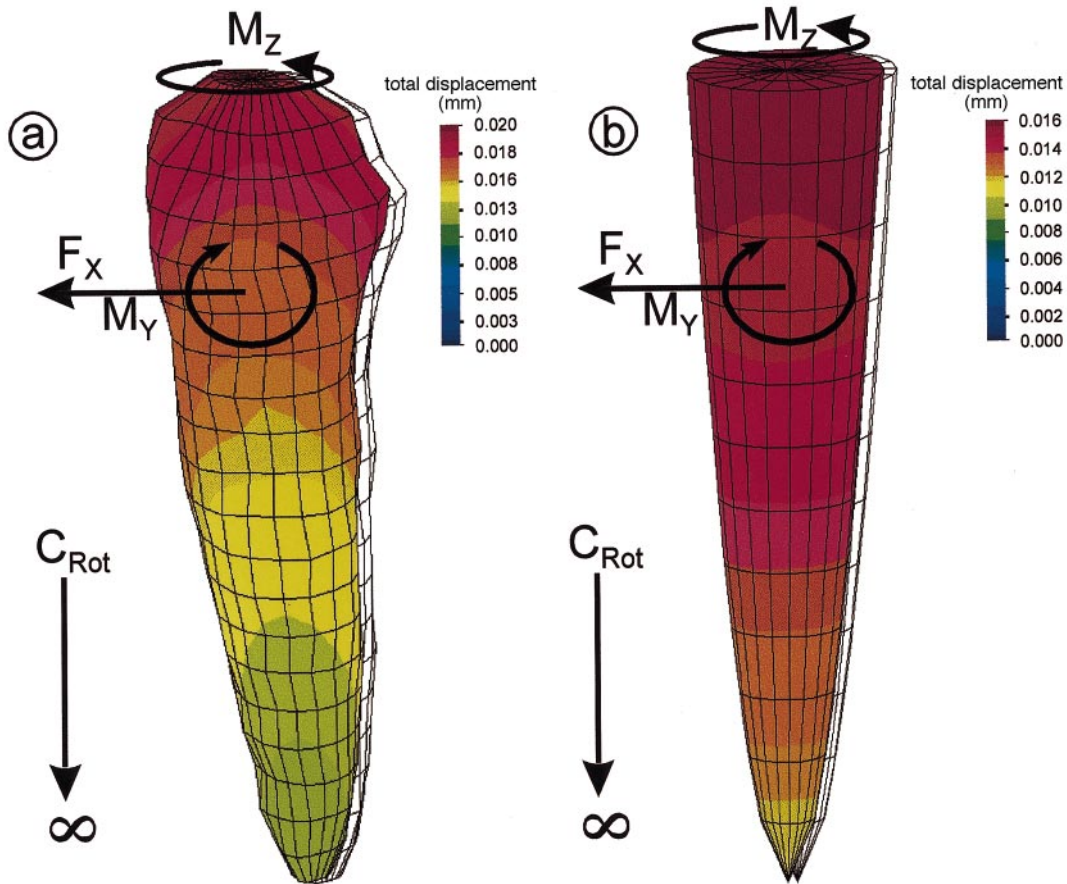 M_Z
a
total displacement
(mm)
0.020
0.018
0.016
0.013
0.010
0.008
0.005
0.003
0.000
F_X
M_Y
C_Rot
∞
M_Z
b
total displacement
(mm)
0.016
0.014
0.012
0.010
0.008
0.006
0.004
0.002
0.000
F_X
M_Y
C_Rot
∞